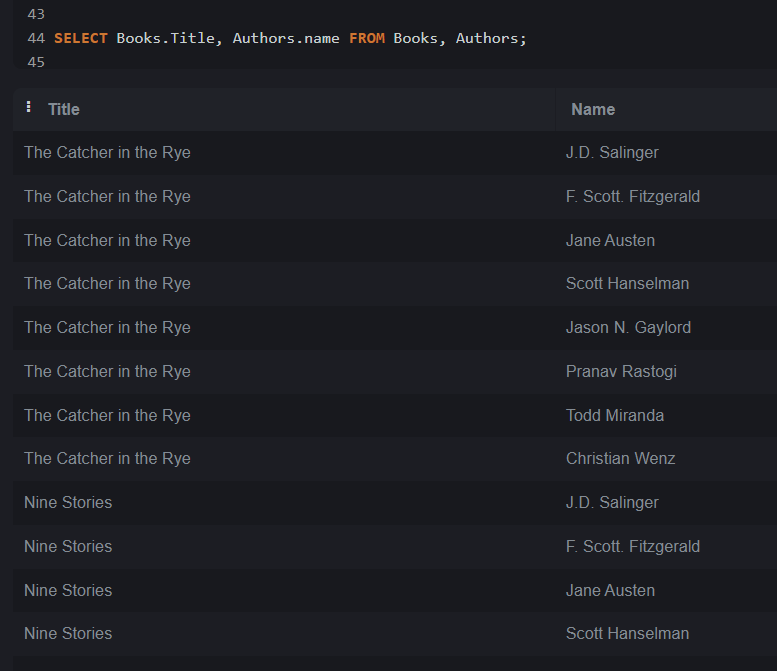 43
44 SELECT Books.Title, Authors.name FROM Books, Authors;
45
Title Name
The Catcher in the Rye J.D. Salinger
The Catcher in the Rye F. Scott. Fitzgerald
The Catcher in the Rye Jane Austen
The Catcher in the Rye Scott Hanselman
The Catcher in the Rye Jason N. Gaylord
The Catcher in the Rye Pranav Rastogi
The Catcher in the Rye Todd Miranda
The Catcher in the Rye Christian Wenz
Nine Stories J.D. Salinger
Nine Stories F. Scott. Fitzgerald
Nine Stories Jane Austen
Nine Stories Scott Hanselman